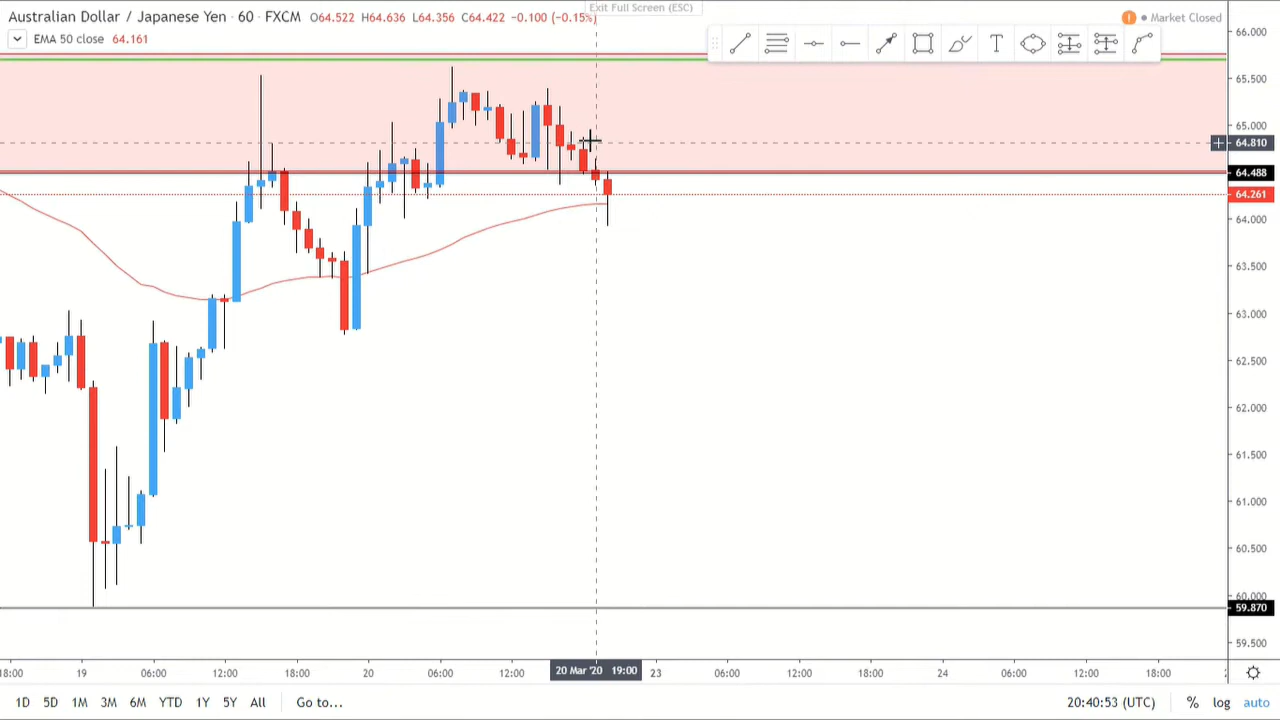 Exit Full Screen (ESC)
Australian Dollar / Japanese Yen · 60 · FXCM O64.522 H64.636 L64.356 C64.422 −0.100 (−0.15%)
Market Closed
EMA 50 close 64.161
T
66.000
65.500
65.000
64.810
64.488
64.261
64.000
63.500
63.000
62.500
62.000
61.500
61.000
60.500
60.000
59.870
59.500
18:00 19 06:00 12:00 18:00 20 06:00 12:00 20 Mar '20 19:00 23 06:00 12:00 18:00 24 06:00 12:00 18:00
1D 5D 1M 3M 6M YTD 1Y 5Y All Go to... 20:40:53 (UTC) % log auto